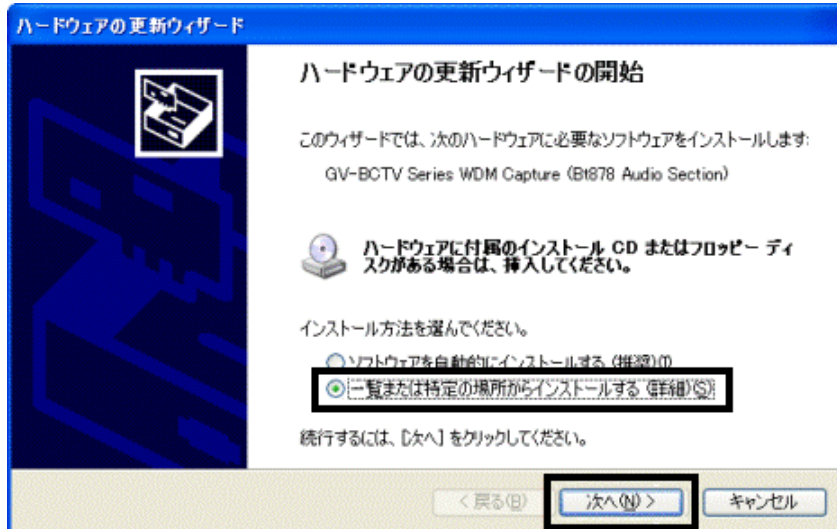 ハードウェアの更新ウィザード
ハードウェアの更新ウィザードの開始
このウィザードでは、次のハードウェアに必要なソフトウェアをインストールします:
GV-BCTV Series WDM Capture (Bt878 Audio Section)
ハードウェアに付属のインストール CD またはフロッピー ディ
スクがある場合は、挿入してください。
インストール方法を選んでください。
ソフトウェアを自動的にインストールする (推奨)(I)
一覧または特定の場所からインストールする (詳細)(S)
続行するには、[次へ] をクリックしてください。
< 戻る(B) 次へ(N) > キャンセル